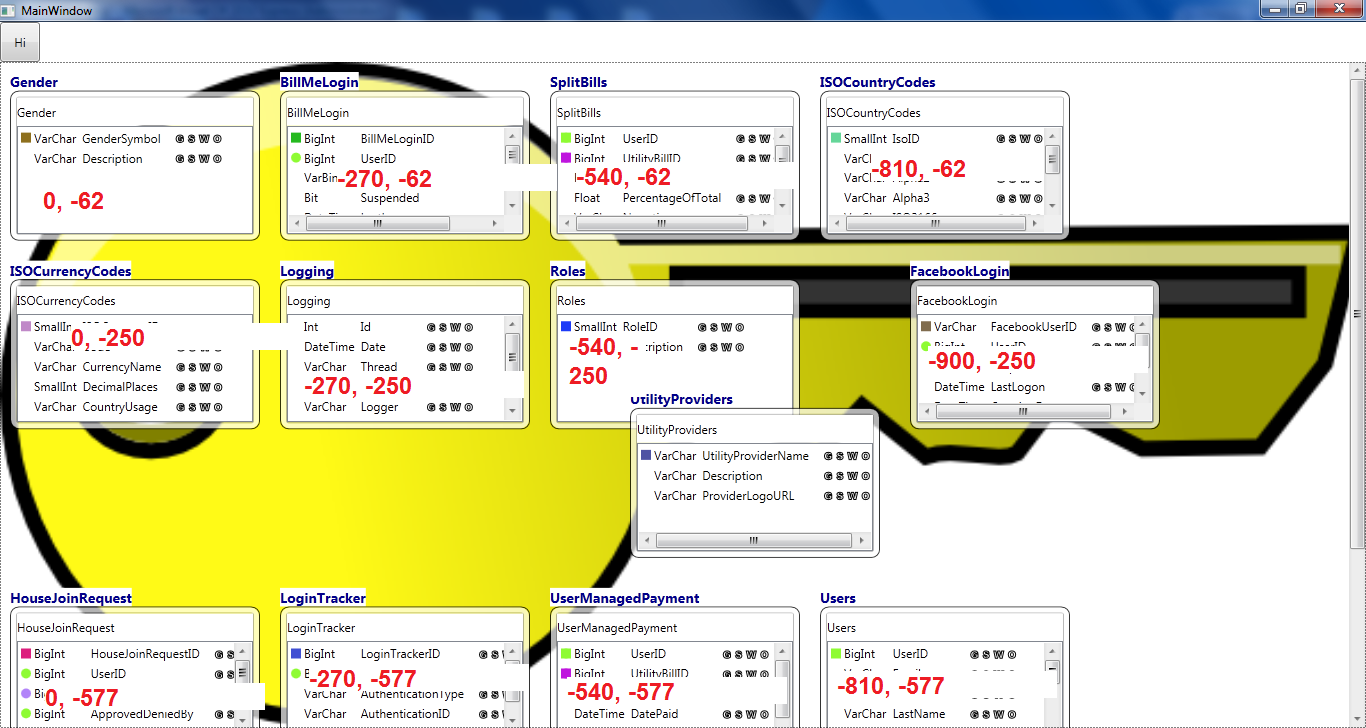 MainWindow
Hi
Gender
Gender
VarChar GenderSymbol G S W O
VarChar Description G S W O
0, -62
BillMeLogin
BillMeLogin
BigInt BillMeLoginID
BigInt UserID
-270, -62
Bit Suspended
SplitBills
SplitBills
BigInt UserID G S W
BigInt UtilityBillID G S W
-540, -62
Float PercentageOfTotal G S W
ISOCountryCodes
ISOCountryCodes
SmallInt IsoID G S W O
-810, -62
VarChar Alpha3 G S W O
ISOCurrencyCodes
ISOCurrencyCodes
SmallIn
0, -250
VarChar CurrencyName G S W O
SmallInt DecimalPlaces G S W O
VarChar CountryUsage G S W O
Logging
Logging
Int Id G S W O
DateTime Date G S W O
VarChar Thread G S W O
-270, -250
VarChar Logger G S W O
Roles
Roles
SmallInt RoleID G S W O
cription G S W O
-540, -
250
FacebookLogin
FacebookLogin
VarChar FacebookUserID G S W O
BigInt UserID
-900, -250
DateTime LastLogon G S W O
UtilityProviders
UtilityProviders
VarChar UtilityProviderName G S W O
VarChar Description G S W O
VarChar ProviderLogoURL G S W O
HouseJoinRequest
HouseJoinRequest
BigInt HouseJoinRequestID G S
BigInt UserID G S
Bi
0, -577
BigInt ApprovedDeniedBy G S
LoginTracker
LoginTracker
BigInt LoginTrackerID G S
-270, -577
VarChar AuthenticationType G S
VarChar AuthenticationID G S
UserManagedPayment
UserManagedPayment
BigInt UserID G S W O
BigInt UtilityBillID G S W O
-540, -577
DateTime DatePaid G S W O
Users
Users
BigInt UserID G S W O
-810, -577
VarChar LastName G S W O